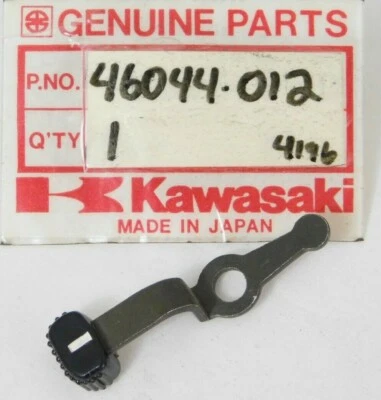 GENUINE PARTS
P.NO. 46044-012
Q'TY 1 4196
Kawasaki
MADE IN JAPAN